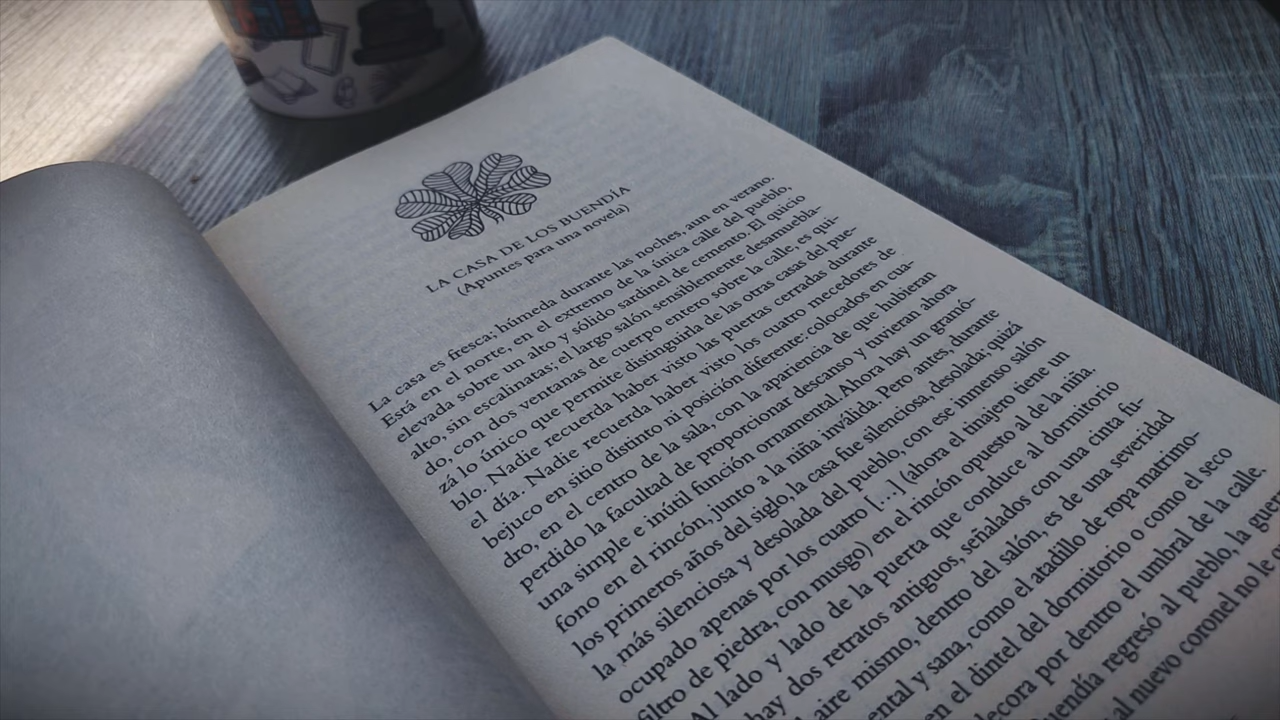 LA CASA DE LOS BUENDÍA
(Apuntes para una novela)
La casa es fresca; húmeda durante las noches, aun en verano.
Está en el norte, en el extremo de la única calle del pueblo,
elevada sobre un alto y sólido sardinel de cemento. El quicio
alto, sin escalinatas; el largo salón sensiblemente desamuebla-
do, con dos ventanas de cuerpo entero sobre la calle, es qui-
zá lo único que permite distinguirla de las otras casas del pue-
blo. Nadie recuerda haber visto las puertas cerradas durante
el día. Nadie recuerda haber visto los cuatro mecedores de
bejuco en sitio distinto ni posición diferente: colocados en cua-
dro, en el centro de la sala, con la apariencia de que hubieran
perdido la facultad de proporcionar descanso y tuvieran ahora
una simple e inútil función ornamental. Ahora hay un gramó-
fono en el rincón, junto a la niña inválida. Pero antes, durante
los primeros años del siglo, la casa fue silenciosa, desolada, quizá
la más silenciosa y desolada del pueblo, con ese inmenso salón
ocupado apenas por los cuatro [...] (ahora el tinajero tiene un
filtro de piedra, con musgo) en el rincón opuesto al de la niña.
Al lado y lado de la puerta que conduce al dormitorio
hay dos retratos antiguos, señalados con una cinta fu-
aire mismo, dentro del salón, es de una severidad
ental y sana, como el atadillo de ropa matrimo-
en el dintel del dormitorio o como el seco
decora por dentro el umbral de la calle.
uendía regresó al pueblo, la guerra
al nuevo coronel no le